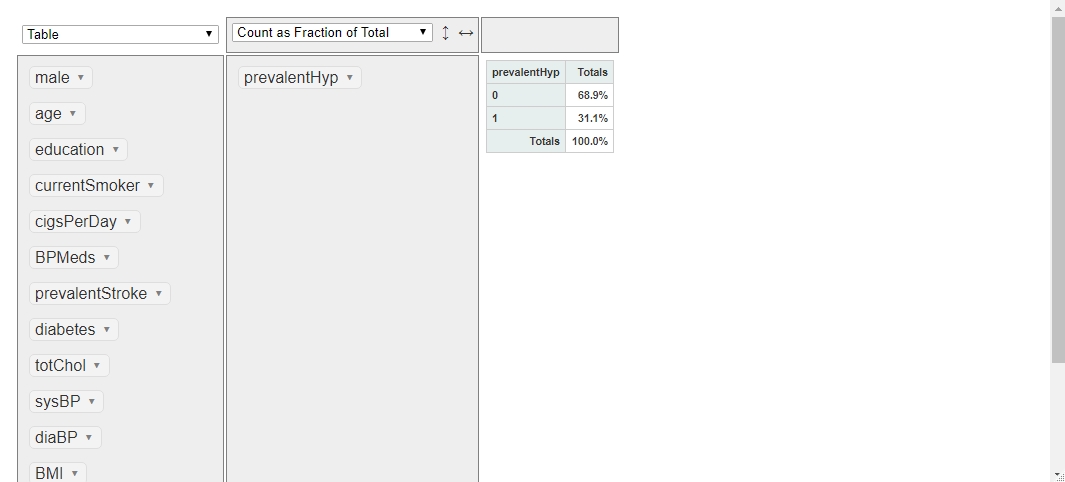 Table
Count as Fraction of Total ↕ ↔
male
age
education
currentSmoker
cigsPerDay
BPMeds
prevalentStroke
diabetes
totChol
sysBP
diaBP
BMI
prevalentHyp
prevalentHyp Totals
0 68.9%
1 31.1%
Totals 100.0%